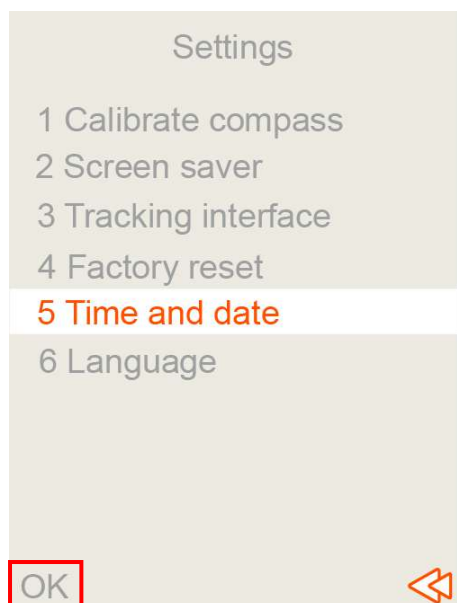 Settings
1 Calibrate compass
2 Screen saver
3 Tracking interface
4 Factory reset
5 Time and date
6 Language
OK